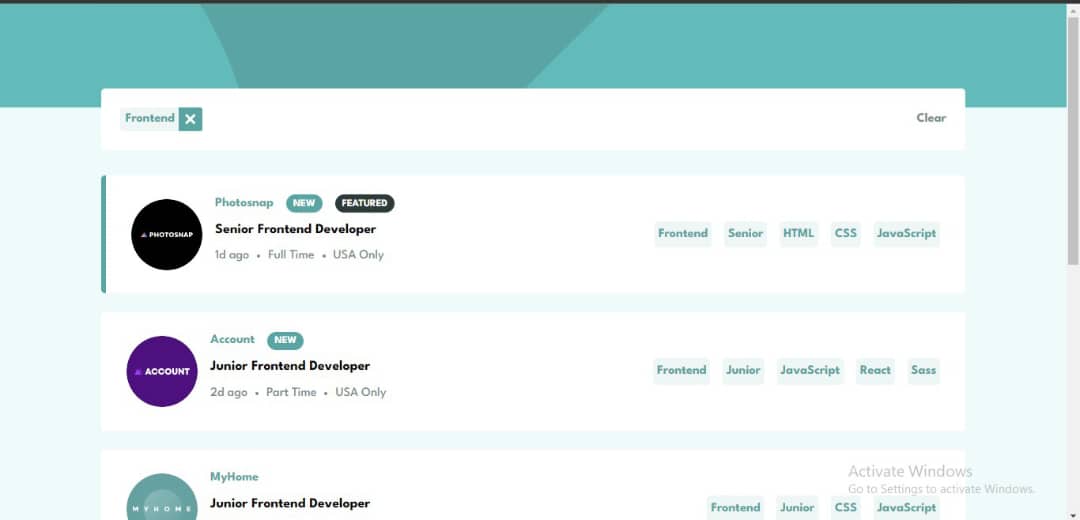 Frontend ✕ Clear
PHOTOSNAP
Photosnap NEW FEATURED
Senior Frontend Developer
1d ago • Full Time • USA Only
Frontend Senior HTML CSS JavaScript
ACCOUNT
Account NEW
Junior Frontend Developer
2d ago • Part Time • USA Only
Frontend Junior JavaScript React Sass
MYHOME
MyHome
Junior Frontend Developer
Frontend Junior CSS JavaScript
Activate Windows
Go to Settings to activate Windows.